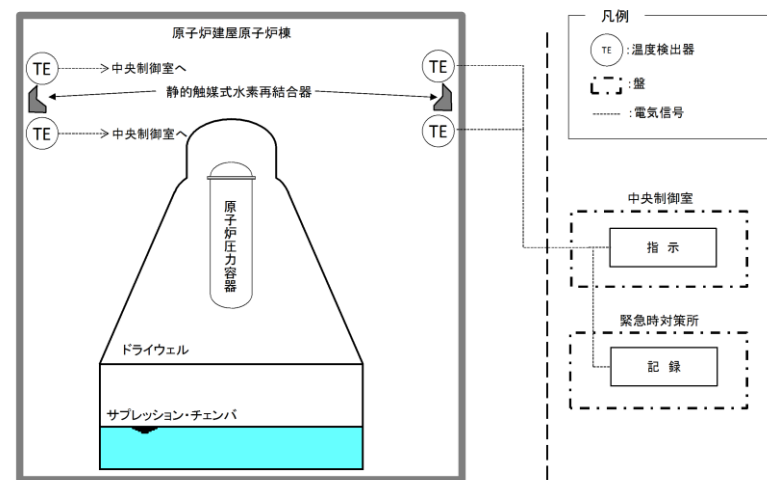 原子炉建屋原子炉棟
TE
中央制御室へ
TE
静的触媒式水素再結合器
TE
中央制御室へ
TE
原子炉圧力容器
ドライウェル
サプレッション・チェンバ
凡例
TE
:温度検出器
:盤
:電気信号
中央制御室
指 示
緊急時対策所
記 録